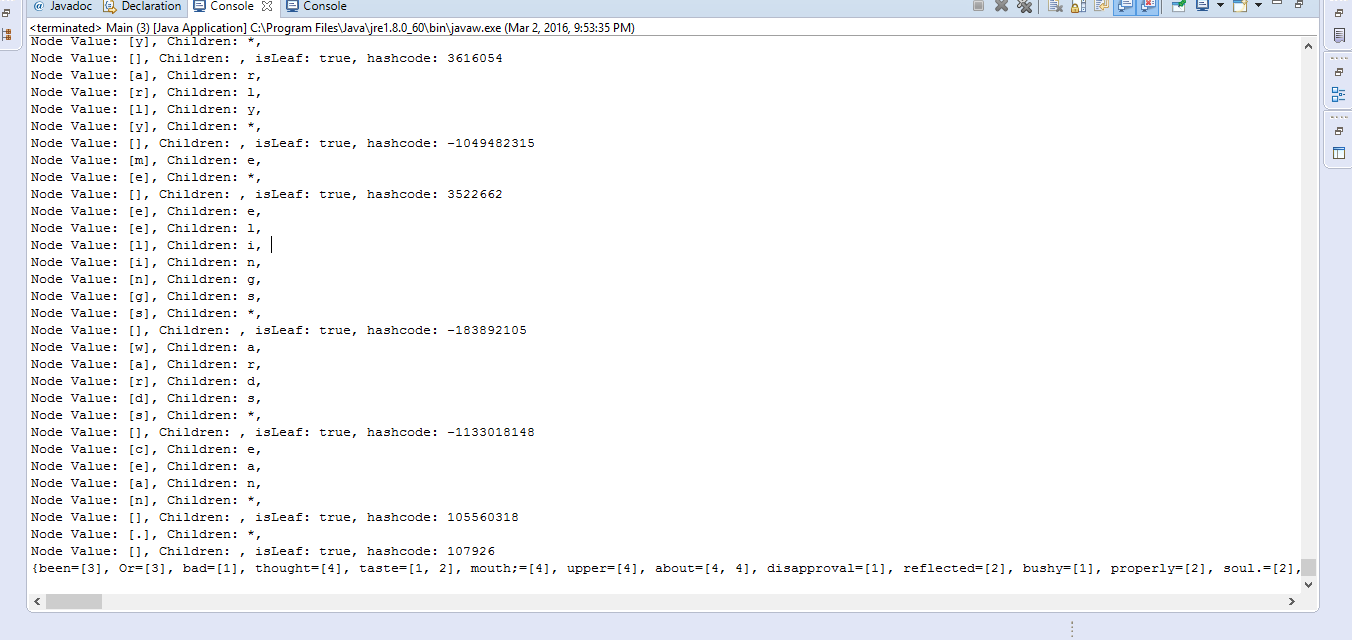 @ Javadoc Declaration Console Console
<terminated> Main (3) [Java Application] C:\Program Files\Java\jre1.8.0_60\bin\javaw.exe (Mar 2, 2016, 9:53:35 PM)
Node Value: [y], Children: *,
Node Value: [], Children: , isLeaf: true, hashcode: 3616054
Node Value: [a], Children: r,
Node Value: [r], Children: l,
Node Value: [l], Children: y,
Node Value: [y], Children: *,
Node Value: [], Children: , isLeaf: true, hashcode: -1049482315
Node Value: [m], Children: e,
Node Value: [e], Children: *,
Node Value: [], Children: , isLeaf: true, hashcode: 3522662
Node Value: [e], Children: e,
Node Value: [e], Children: l,
Node Value: [l], Children: i,
Node Value: [i], Children: n,
Node Value: [n], Children: g,
Node Value: [g], Children: s,
Node Value: [s], Children: *,
Node Value: [], Children: , isLeaf: true, hashcode: -183892105
Node Value: [w], Children: a,
Node Value: [a], Children: r,
Node Value: [r], Children: d,
Node Value: [d], Children: s,
Node Value: [s], Children: *,
Node Value: [], Children: , isLeaf: true, hashcode: -1133018148
Node Value: [c], Children: e,
Node Value: [e], Children: a,
Node Value: [a], Children: n,
Node Value: [n], Children: *,
Node Value: [], Children: , isLeaf: true, hashcode: 105560318
Node Value: [.], Children: *,
Node Value: [], Children: , isLeaf: true, hashcode: 107926
{been=[3], Or=[3], bad=[1], thought=[4], taste=[1, 2], mouth;=[4], upper=[4], about=[4, 4], disapproval=[1], reflected=[2], bushy=[1], properly=[2], soul.=[2],